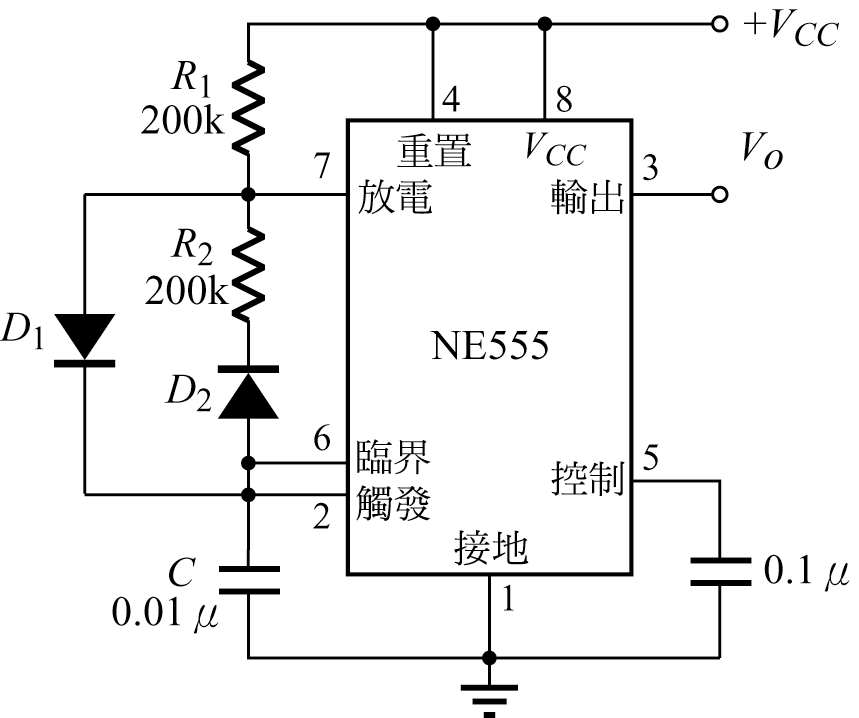 +VCC
R1
200k
4
8
重置
VCC
VO
7
3
放電
輸出
R2
200k
D1
NE555
D2
6
臨界
5
控制
觸發
2
接地
C
0.01 μ
1
0.1 μ